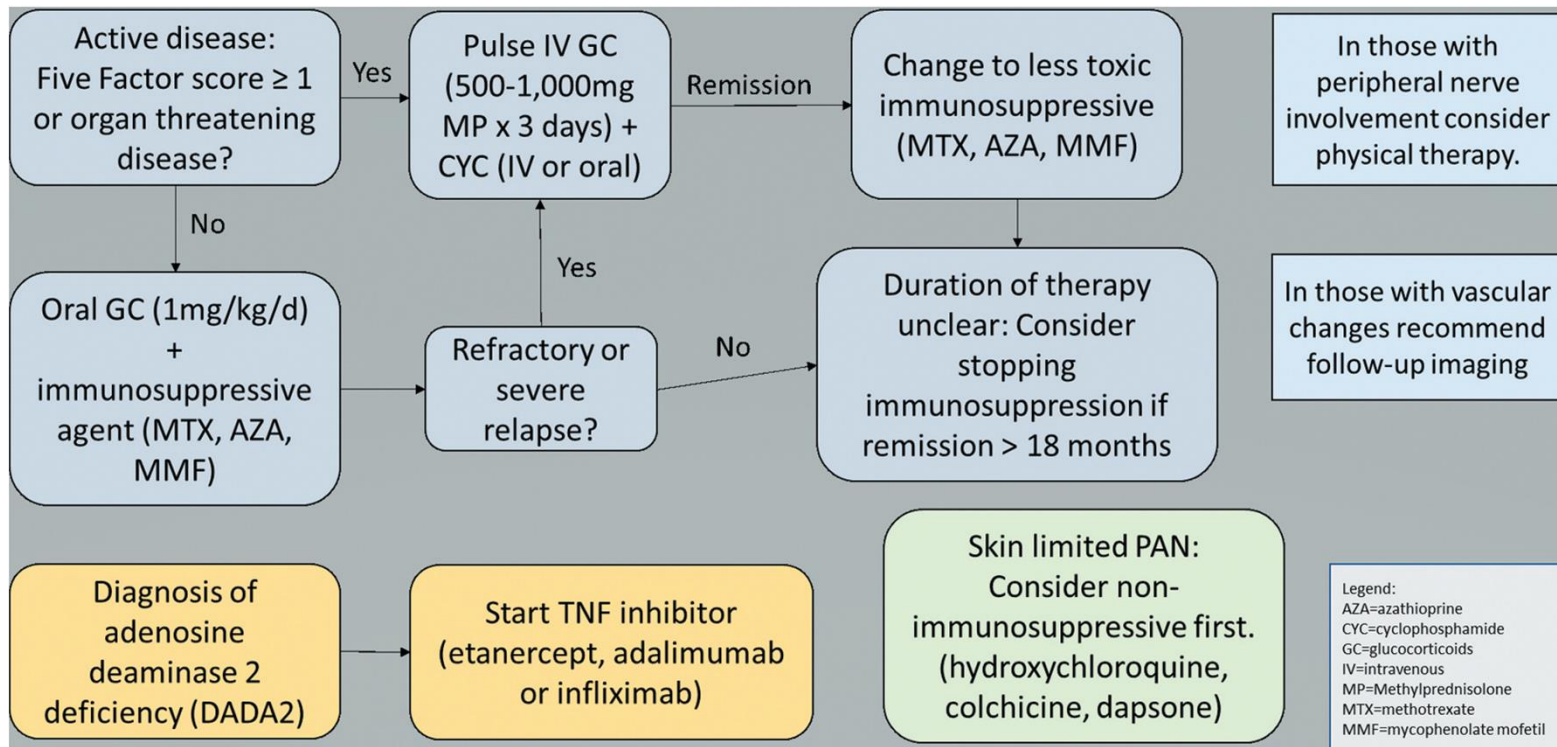 Active disease:
Five Factor score ≥ 1
or organ threatening
disease?
Yes
Pulse IV GC
(500-1,000mg
MP x 3 days) +
CYC (IV or oral)
Remission
Change to less toxic
immunosuppressive
(MTX, AZA, MMF)
In those with
peripheral nerve
involvement consider
physical therapy.
No
Yes
Oral GC (1mg/kg/d)
+
immunosuppressive
agent (MTX, AZA,
MMF)
Refractory or
severe
relapse?
No
Duration of therapy
unclear: Consider
stopping
immunosuppression if
remission > 18 months
In those with vascular
changes recommend
follow-up imaging
Diagnosis of
adenosine
deaminase 2
deficiency (DADA2)
Start TNF inhibitor
(etanercept, adalimumab
or infliximab)
Skin limited PAN:
Consider non-
immunosuppressive first.
(hydroxychloroquine,
colchicine, dapsone)
Legend:
AZA=azathioprine
CYC=cyclophosphamide
GC=glucocorticoids
IV=intravenous
MP=Methylprednisolone
MTX=methotrexate
MMF=mycophenolate mofetil